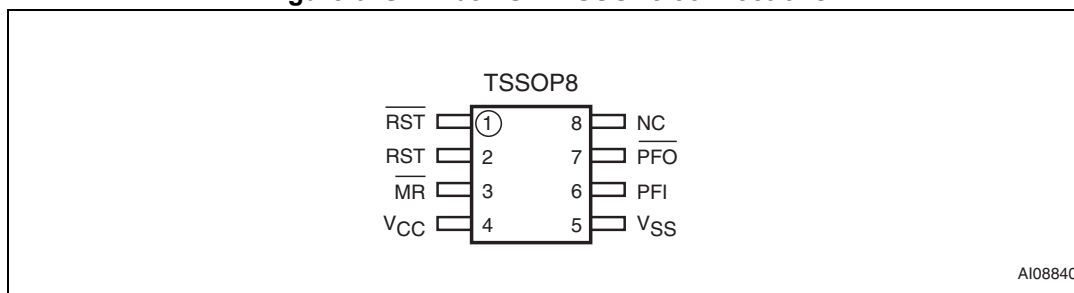 TSSOP8
RST 1 8 NC
RST 2 7 PFO
MR 3 6 PFI
VCC 4 5 VSS
AI08840